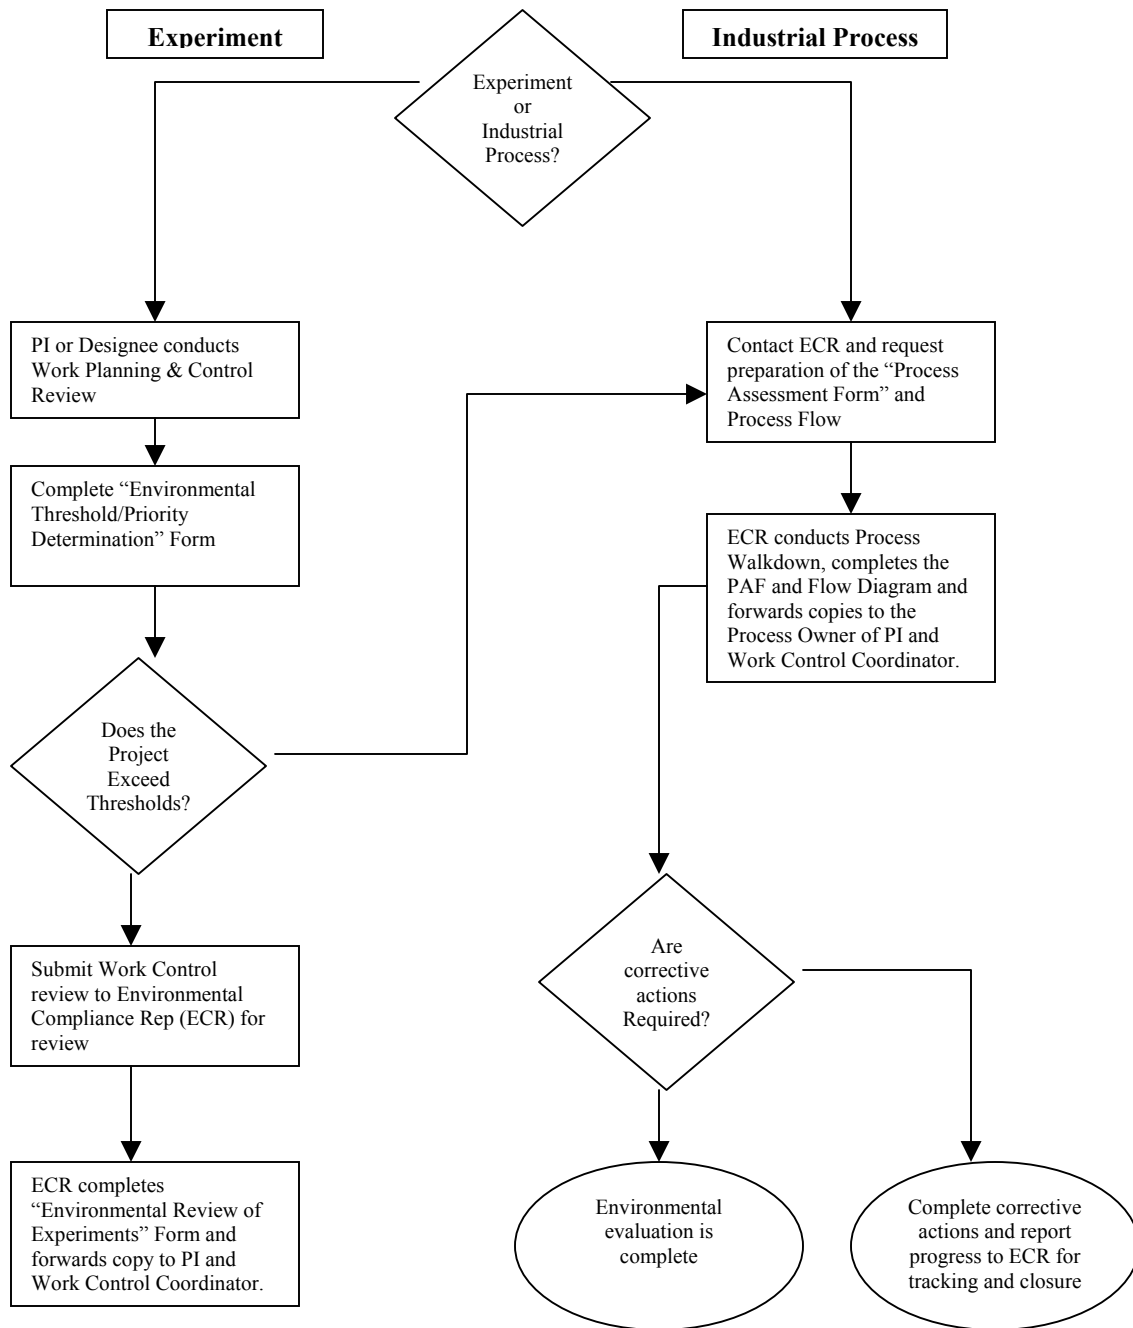 Experiment
Industrial Process
Experiment
or
Industrial
Process?
PI or Designee conducts
Work Planning & Control
Review
Contact ECR and request
preparation of the “Process
Assessment Form” and
Process Flow
Complete “Environmental
Threshold/Priority
Determination” Form
ECR conducts Process
Walkdown, completes the
PAF and Flow Diagram and
forwards copies to the
Process Owner of PI and
Work Control Coordinator.
Does the
Project
Exceed
Thresholds?
Submit Work Control
review to Environmental
Compliance Rep (ECR) for
review
Are
corrective
actions
Required?
ECR completes
“Environmental Review of
Experiments” Form and
forwards copy to PI and
Work Control Coordinator.
Environmental
evaluation is
complete
Complete corrective
actions and report
progress to ECR for
tracking and closure